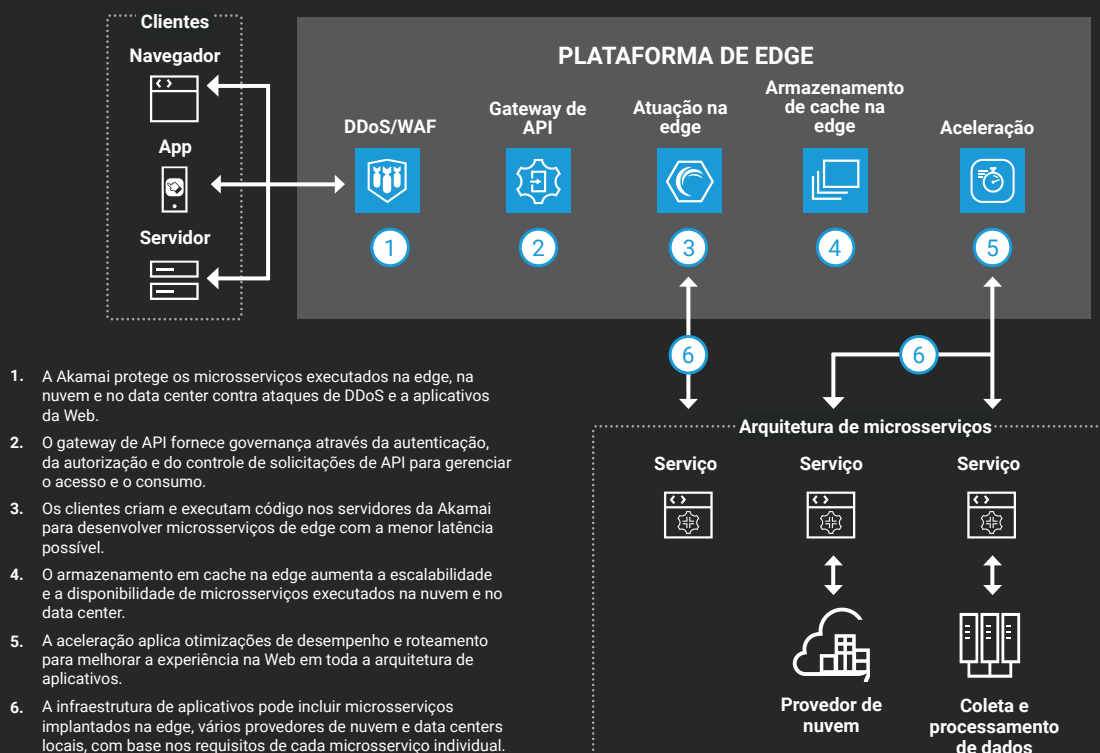 Clientes
Navegador
App
Servidor
PLATAFORMA DE EDGE
DDoS/WAF
Gateway de
API
Atuação na
edge
Armazenamento
de cache na
edge
Aceleração
1
2
3
4
5
6
6
1. A Akamai protege os microsserviços executados na edge, na
nuvem e no data center contra ataques de DDoS e a aplicativos
da Web.
2. O gateway de API fornece governança através da autenticação,
da autorização e do controle de solicitações de API para gerenciar
o acesso e o consumo.
3. Os clientes criam e executam código nos servidores da Akamai
para desenvolver microsserviços de edge com a menor latência
possível.
4. O armazenamento em cache na edge aumenta a escalabilidade
e a disponibilidade de microsserviços executados na nuvem e no
data center.
5. A aceleração aplica otimizações de desempenho e roteamento
para melhorar a experiência na Web em toda a arquitetura de
aplicativos.
6. A infraestrutura de aplicativos pode incluir microsserviços
implantados na edge, vários provedores de nuvem e data centers
locais, com base nos requisitos de cada microsserviço individual.
Arquitetura de microsserviços
Serviço
Serviço
Serviço
Provedor de
nuvem
Coleta e
processamento
de dados